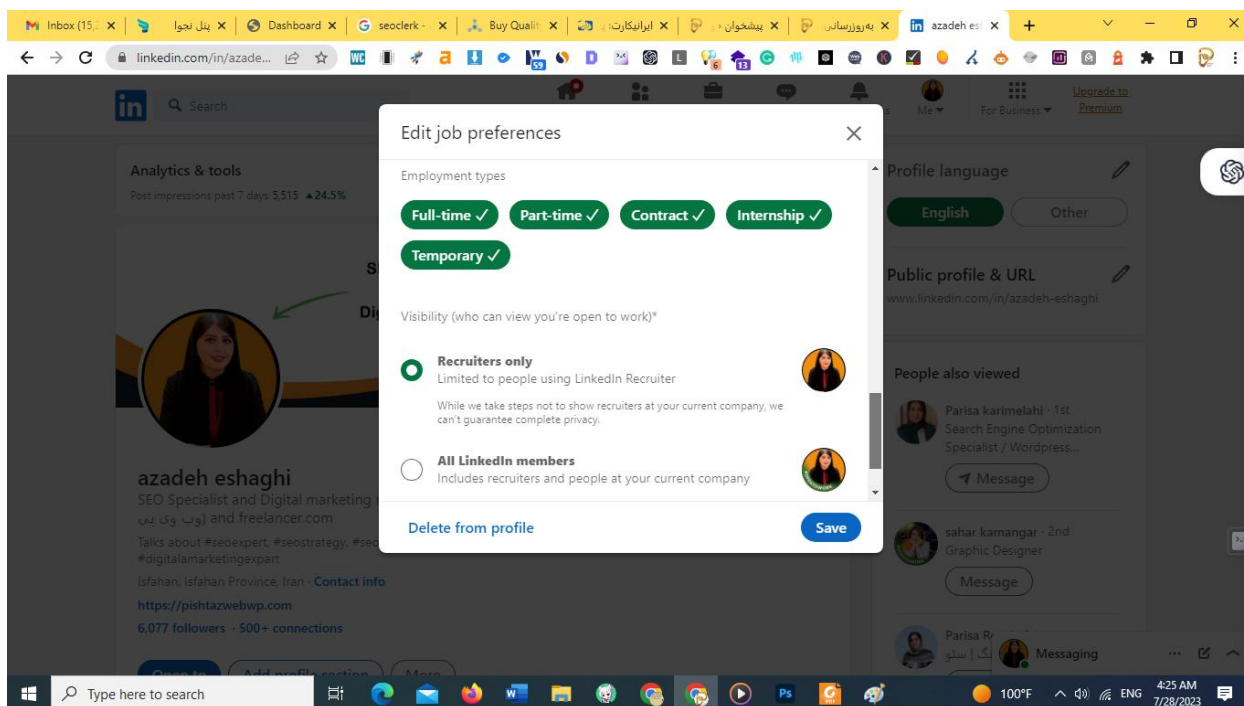 Inbox (15,
پنل نجوا
Dashboard
seoclerk -
Buy Quality
ایرانیکارت:
پیشخوان
به‌روزرسانی
azadeh es
linkedin.com/in/azade...
Search
Me
For Business
Upgrade to
Premium
Analytics & tools
Post impressions past 7 days 5,515 ▲24.5%
Edit job preferences
Employment types
Full-time ✓ Part-time ✓ Contract ✓ Internship ✓
Temporary ✓
Visibility (who can view you're open to work)*
Recruiters only
Limited to people using LinkedIn Recruiter
While we take steps not to show recruiters at your current company, we
can't guarantee complete privacy.
All LinkedIn members
Includes recruiters and people at your current company
Delete from profile
Save
azadeh eshaghi
SEO Specialist and Digital marketing
(وب وی پی and freelancer.com
Talks about #seoexpert, #seostrategy, #seo
#digitalamarketingexpart
Isfahan, Isfahan Province, Iran · Contact info
https://pishtazwebwp.com
6,077 followers · 500+ connections
Open to
Add profile section
More
Profile language
English
Other
Public profile & URL
www.linkedin.com/in/azadeh-eshaghi
People also viewed
Parisa karimelahi · 1st
Search Engine Optimization
Specialist / Wordpress...
Message
sahar kamangar · 2nd
Graphic Designer
Message
Parisa
Messaging
Type here to search
100°F
ENG
4:25 AM
7/28/2023